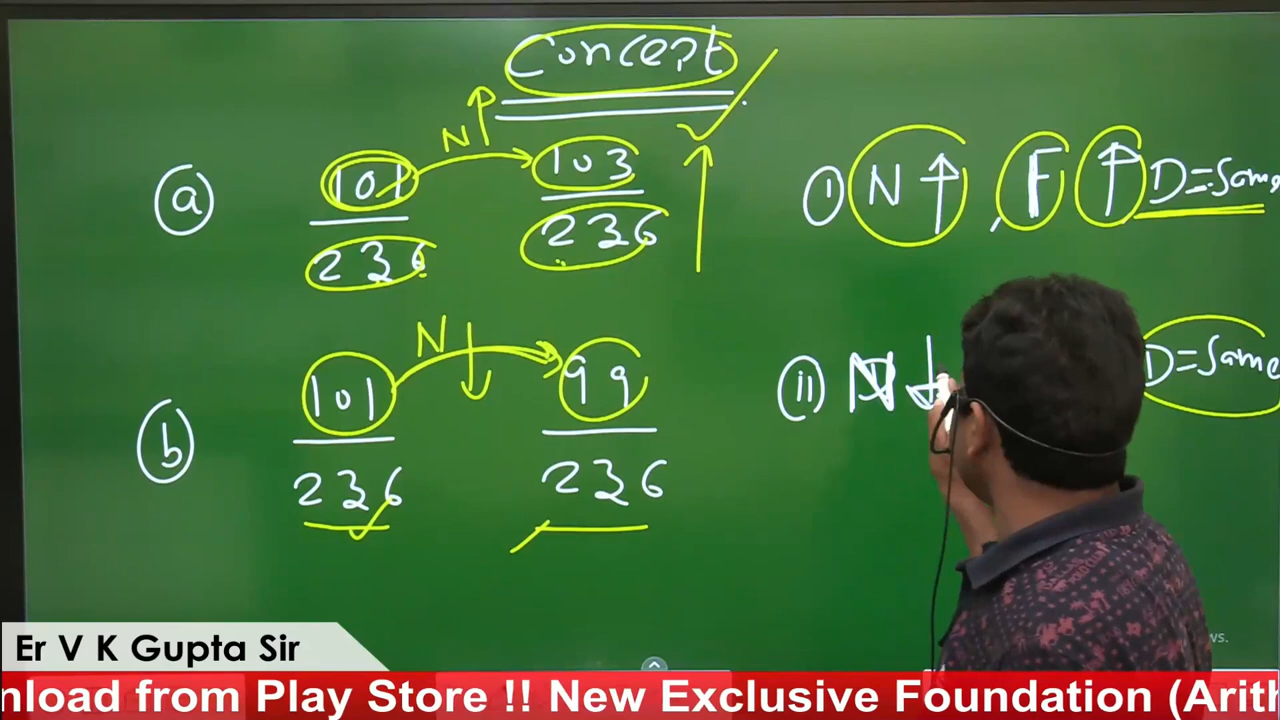 Concept
N↑
(a) 101/236 103/236 ↑
(i) N↑, F↑ D=Same
N↓
(b) 101/236 99/236
(ii) N↓ D=Same
Er V K Gupta Sir
nload from Play Store !! New Exclusive Foundation (Arith